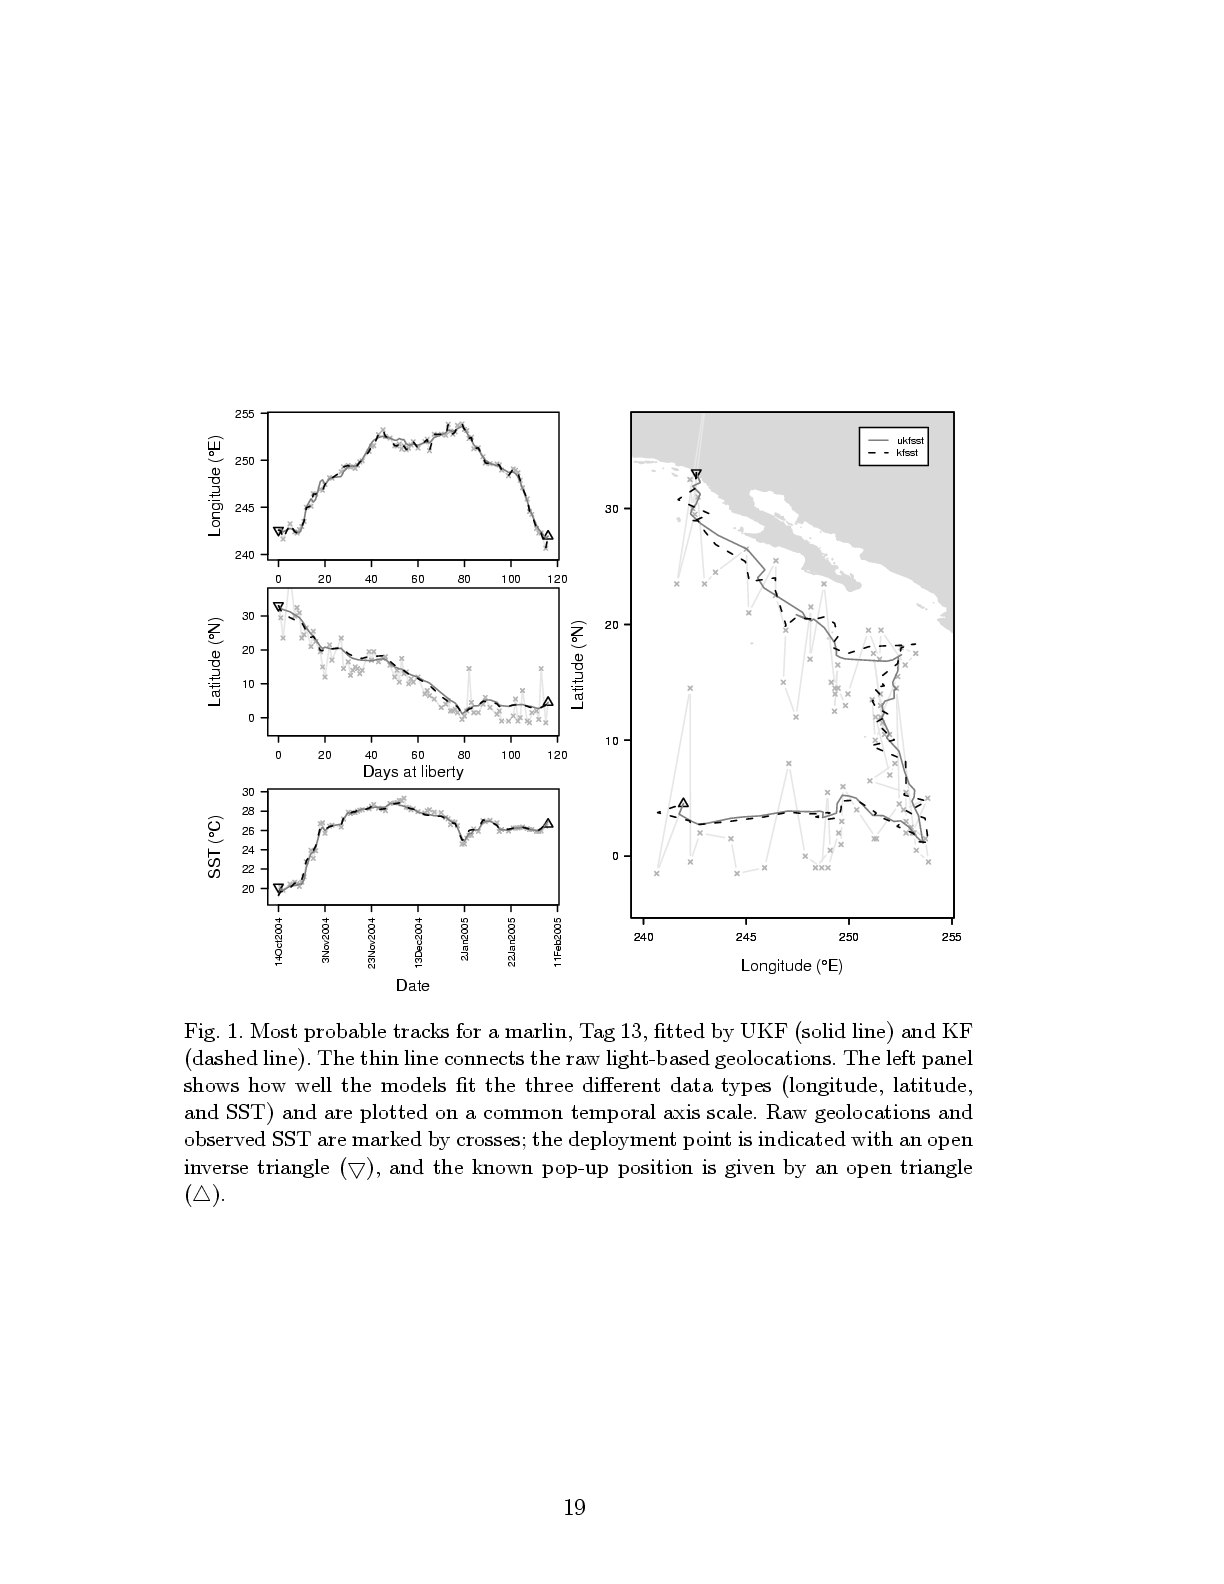 255
250
245
240
Longitude (°E)
0 20 40 60 80 100 120
30
20
10
0
Latitude (°N)
0 20 40 60 80 100 120
Days at liberty
30
28
26
24
22
20
SST (°C)
14Oct2004
3Nov2004
23Nov2004
13Dec2004
2Jan2005
22Jan2005
11Feb2005
Date
ukfsst
kfsst
30
20
10
0
Latitude (°N)
240 245 250 255
Longitude (°E)
Fig. 1. Most probable tracks for a marlin, Tag 13, fitted by UKF (solid line) and KF
(dashed line). The thin line connects the raw light-based geolocations. The left panel
shows how well the models fit the three different data types (longitude, latitude,
and SST) and are plotted on a common temporal axis scale. Raw geolocations and
observed SST are marked by crosses; the deployment point is indicated with an open
inverse triangle (▽), and the known pop-up position is given by an open triangle
(△).
19